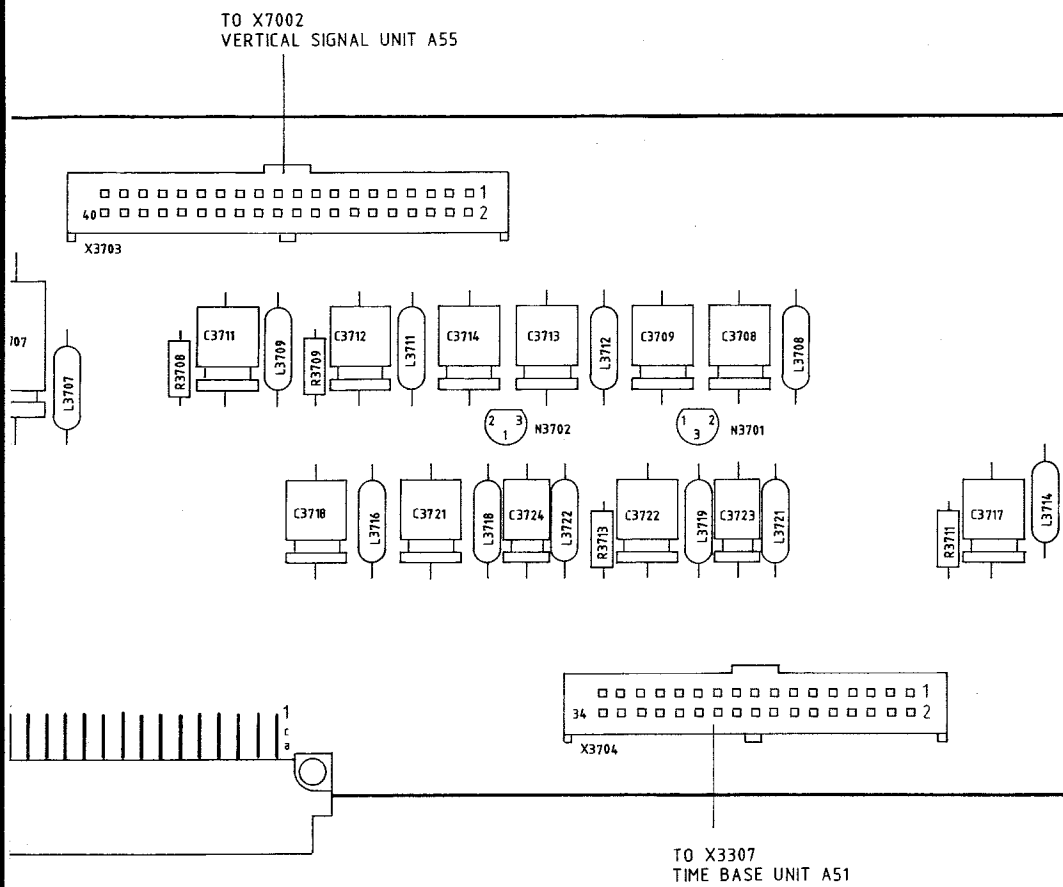 TO X7002
VERTICAL SIGNAL UNIT A55
1
40
2
X3703
707
L3707
R3708
C3711
L3709
R3709
C3712
L3711
C3714
C3713
L3712
C3709
C3708
L3708
2 3
1
N3702
1 2
3
N3701
C3718
L3716
C3721
L3718
C3724
L3722
R3713
C3722
L3719
C3723
L3721
R3711
C3717
L3714
1
34
2
X3704
1
c
a
TO X3307
TIME BASE UNIT A51